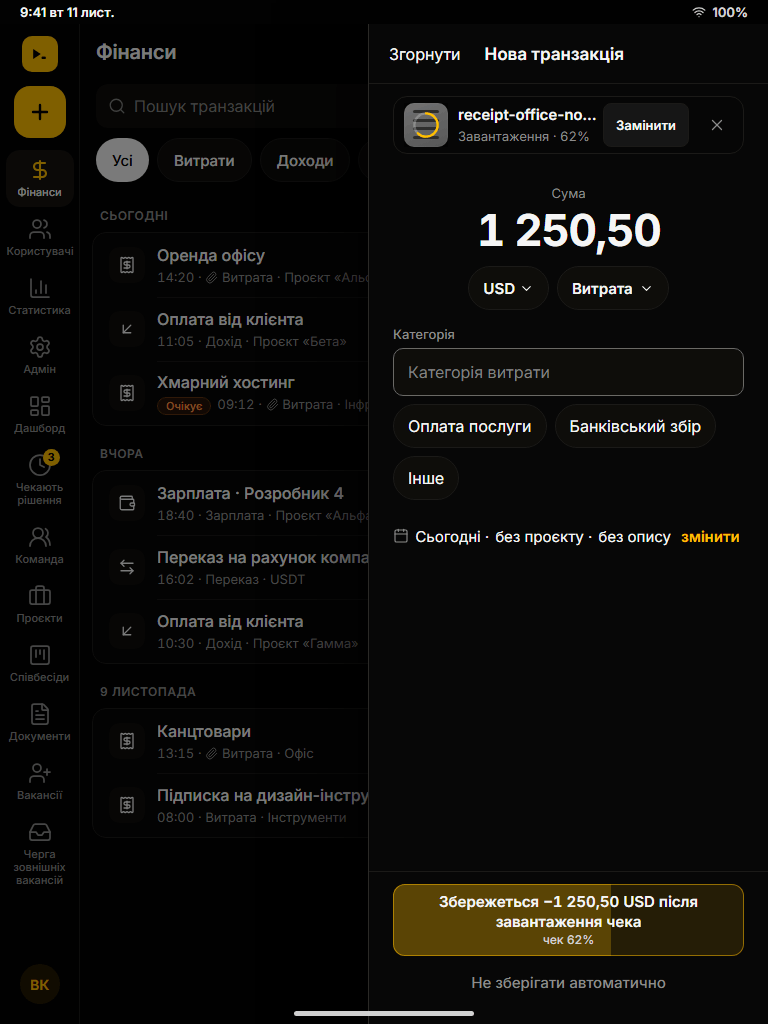 9:41 вт 11 лист.
100%
Фінанси
Користувачі
Статистика
Адмін
Дашборд
3
Чекають
рішення
Команда
Проєкти
Співбесіди
Документи
Вакансії
Черга
зовнішніх
вакансій
ВК
Фінанси
Пошук транзакцій
Усі
Витрати
Доходи
СЬОГОДНІ
Оренда офісу
14:20 · Витрата · Проєкт «Альф
Оплата від клієнта
11:05 · Дохід · Проєкт «Бета»
Хмарний хостинг
Очікує 09:12 · Витрата · Інфр
ВЧОРА
Зарплата · Розробник 4
18:40 · Зарплата · Проєкт «Альфа
Переказ на рахунок компа
16:02 · Переказ · USDT
Оплата від клієнта
10:30 · Дохід · Проєкт «Гамма»
9 ЛИСТОПАДА
Канцтовари
13:15 · Витрата · Офіс
Підписка на дизайн-інстру
08:00 · Витрата · Інструменти
Згорнути
Нова транзакція
receipt-office-no...
Завантаження · 62%
Замінити
Сума
1 250,50
USD
Витрата
Категорія
Категорія витрати
Оплата послуги
Банківський збір
Інше
Сьогодні · без проєкту · без опису змінити
Збережеться −1 250,50 USD після
завантаження чека
чек 62%
Не зберігати автоматично